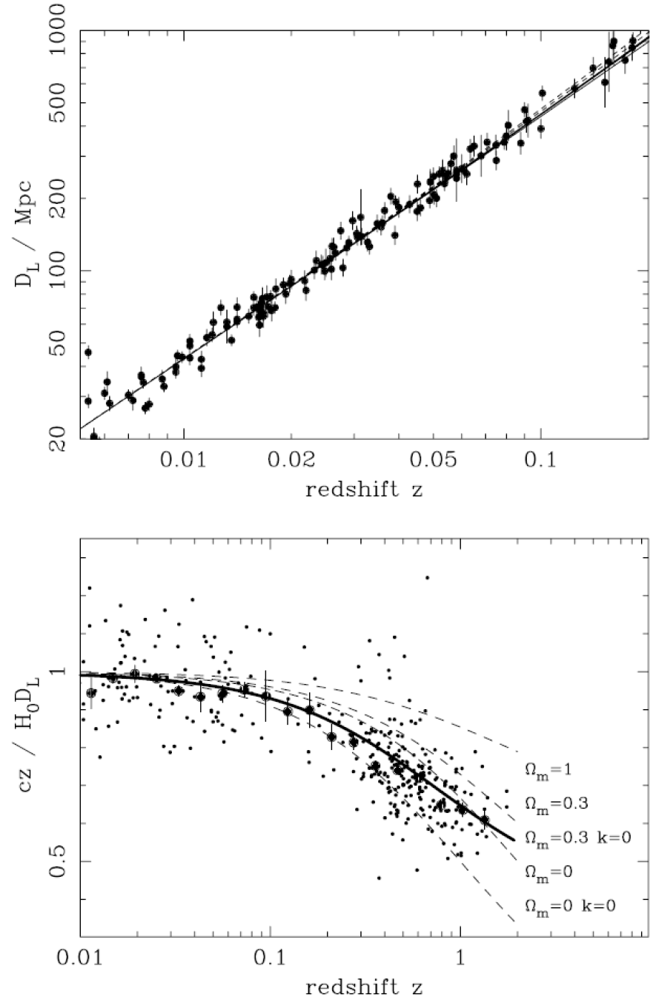 1000
500
200
100
50
20
D_L / Mpc
0.01 0.02 0.05 0.1
redshift z
1
0.5
cz / H_0D_L
Ω_m=1
Ω_m=0.3
Ω_m=0.3 k=0
Ω_m=0
Ω_m=0 k=0
0.01 0.1 1
redshift z